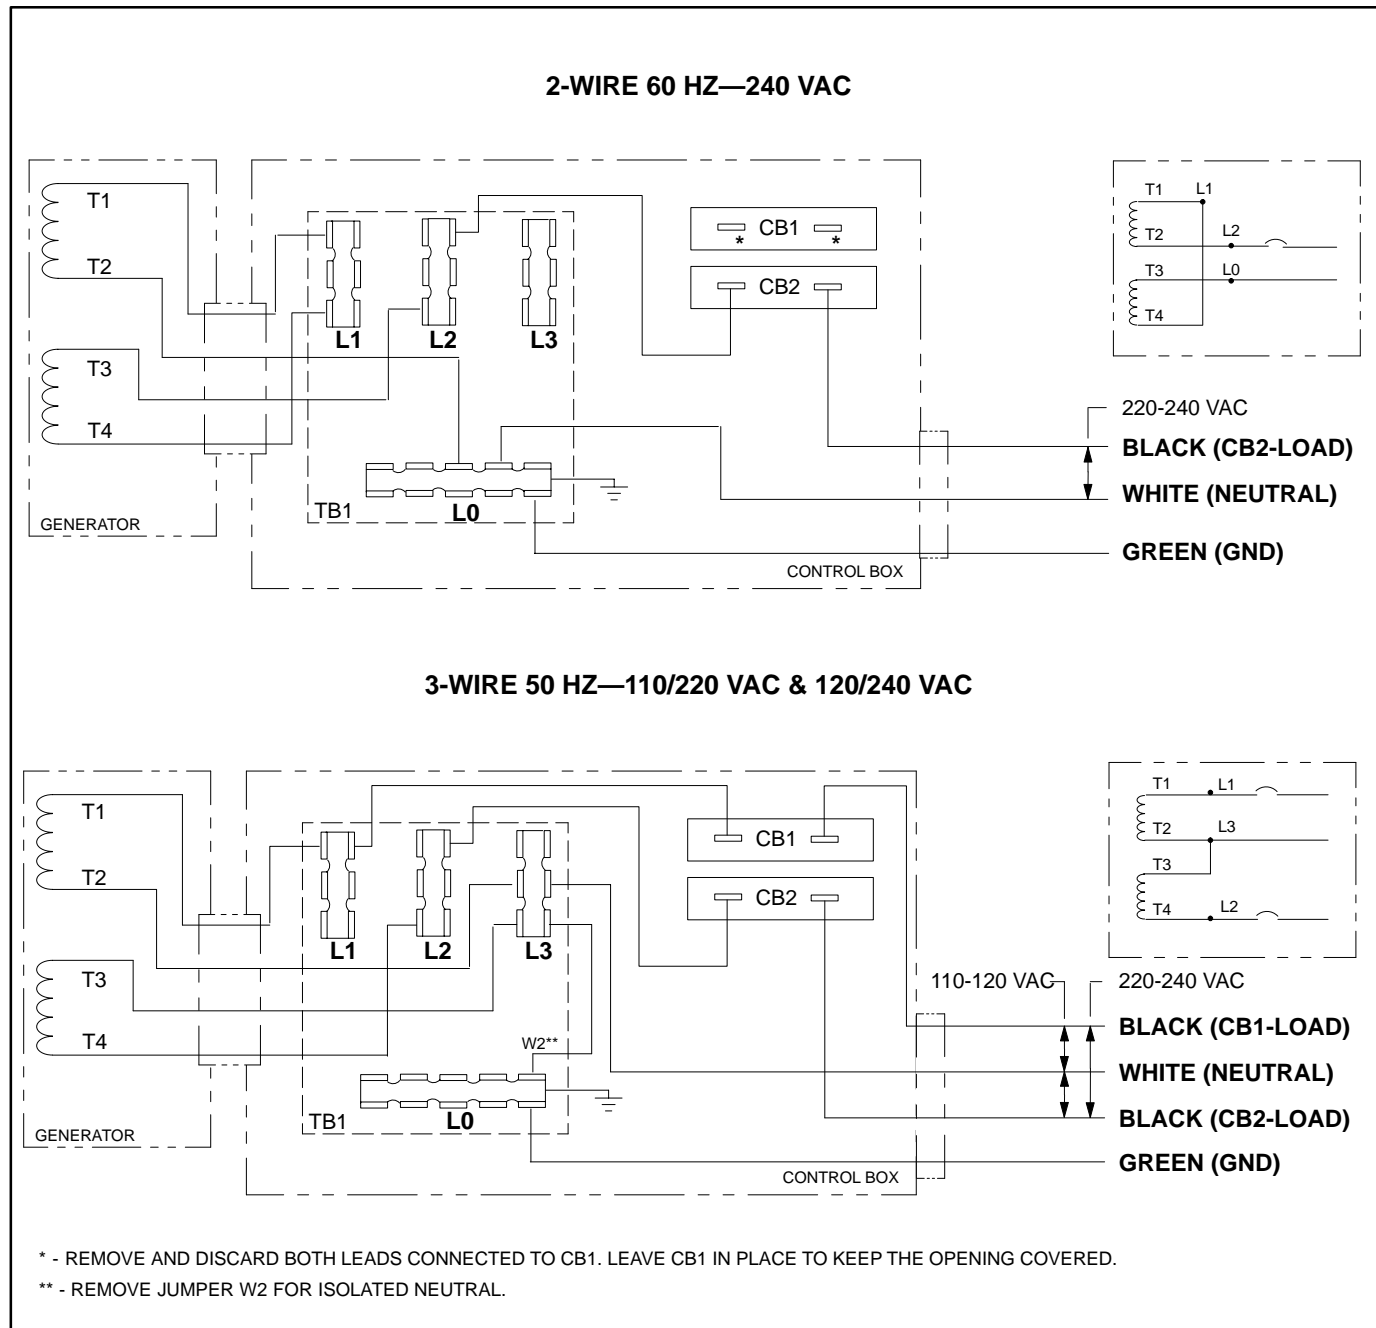 2-WIRE 60 HZ—240 VAC
T1
T2
T3
T4
GENERATOR
L1
L2
L3
TB1
L0
CB1
*
*
CB2
CONTROL BOX
T1
L1
T2
L2
T3
L0
T4
220-240 VAC
BLACK (CB2-LOAD)
WHITE (NEUTRAL)
GREEN (GND)
3-WIRE 50 HZ—110/220 VAC & 120/240 VAC
T1
T2
T3
T4
GENERATOR
L1
L2
L3
W2**
TB1
L0
CB1
CB2
CONTROL BOX
T1
L1
T2
L3
T3
T4
L2
110-120 VAC
220-240 VAC
BLACK (CB1-LOAD)
WHITE (NEUTRAL)
BLACK (CB2-LOAD)
GREEN (GND)
* - REMOVE AND DISCARD BOTH LEADS CONNECTED TO CB1. LEAVE CB1 IN PLACE TO KEEP THE OPENING COVERED.
** - REMOVE JUMPER W2 FOR ISOLATED NEUTRAL.